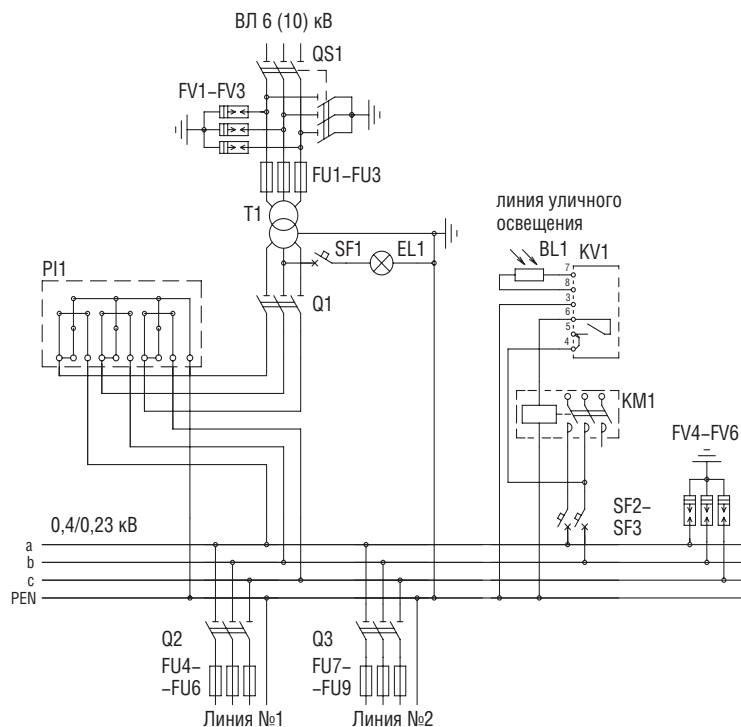 ВЛ 6 (10) кВ
QS1
FV1–FV3
FU1–FU3
T1
SF1
EL1
PI1
Q1
линия уличного
освещения
BL1
KV1
7
8
3
6
5
4
KM1
FV4–FV6
SF2–
SF3
0,4/0,23 кВ
a
b
c
PEN
Q2
FU4–
–FU6
Q3
FU7–
–FU9
Линия №1
Линия №2